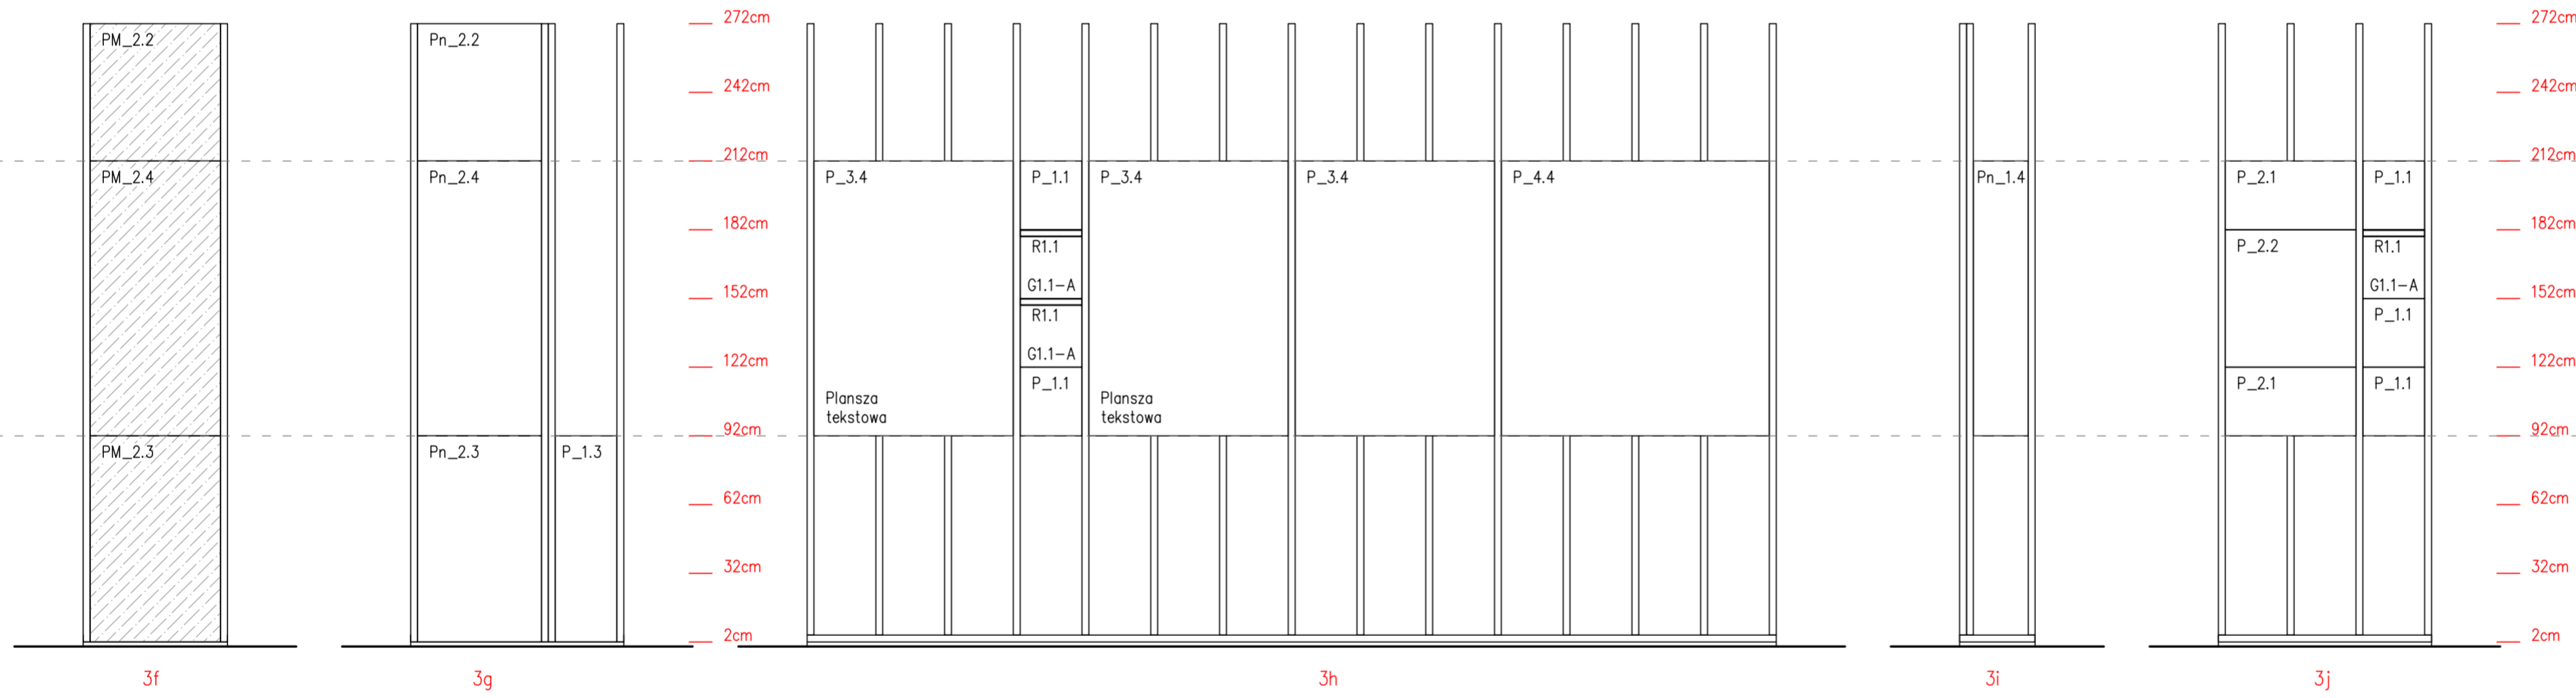 272cm
272cm
PM_2.2
Pn_2.2
242cm
242cm
212cm
212cm
PM_2.4
Pn_2.4
P_3.4
P_1.1
P_3.4
P_3.4
P_4.4
Pn_1.4
P_2.1
P_1.1
182cm
182cm
R1.1
P_2.2
R1.1
G1.1-A
G1.1-A
152cm
152cm
R1.1
P_1.1
G1.1-A
122cm
122cm
P_1.1
P_2.1
P_1.1
Plansza
tekstowa
Plansza
tekstowa
92cm
92cm
PM_2.3
Pn_2.3
P_1.3
62cm
62cm
32cm
32cm
2cm
2cm
3f
3g
3h
3i
3j